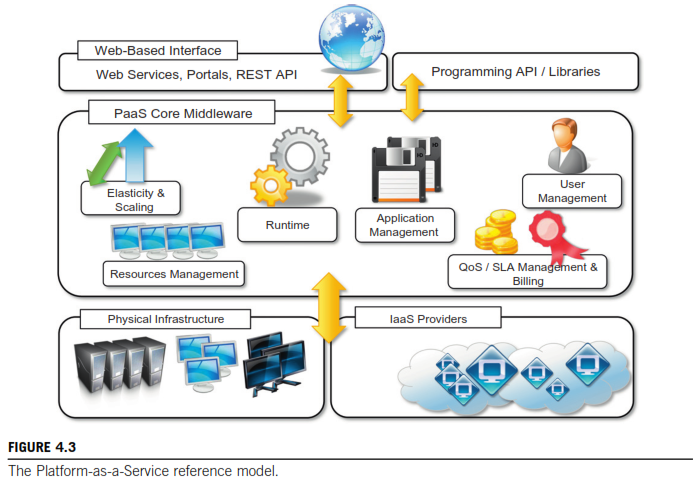 Web-Based Interface
Web Services, Portals, REST API
Programming API / Libraries
PaaS Core Middleware
Elasticity &
Scaling
Runtime
Application
Management
User
Management
Resources Management
QoS / SLA Management &
Billing
Physical Infrastructure
IaaS Providers
FIGURE 4.3
The Platform-as-a-Service reference model.